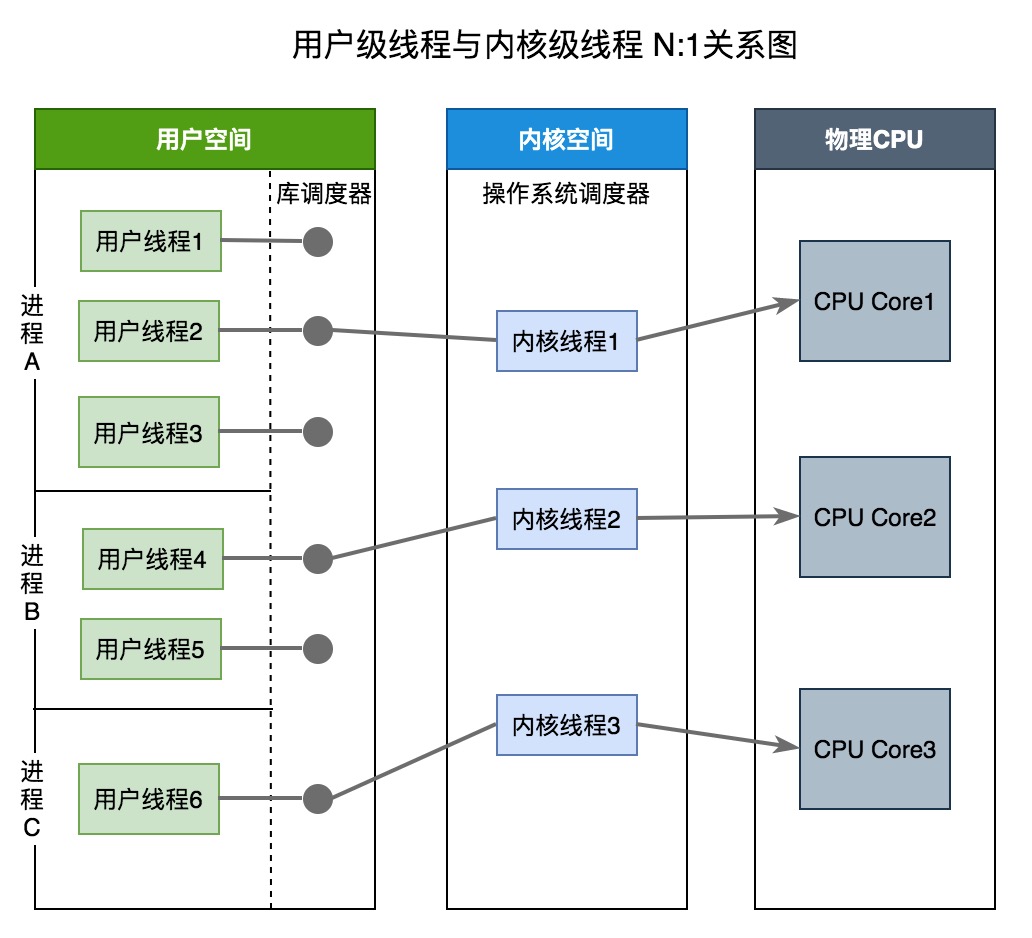 用户级线程与内核级线程 N:1关系图
用户空间
内核空间
物理CPU
库调度器
操作系统调度器
进程A
用户线程1
用户线程2
用户线程3
内核线程1
CPU Core1
进程B
用户线程4
用户线程5
内核线程2
CPU Core2
进程C
用户线程6
内核线程3
CPU Core3